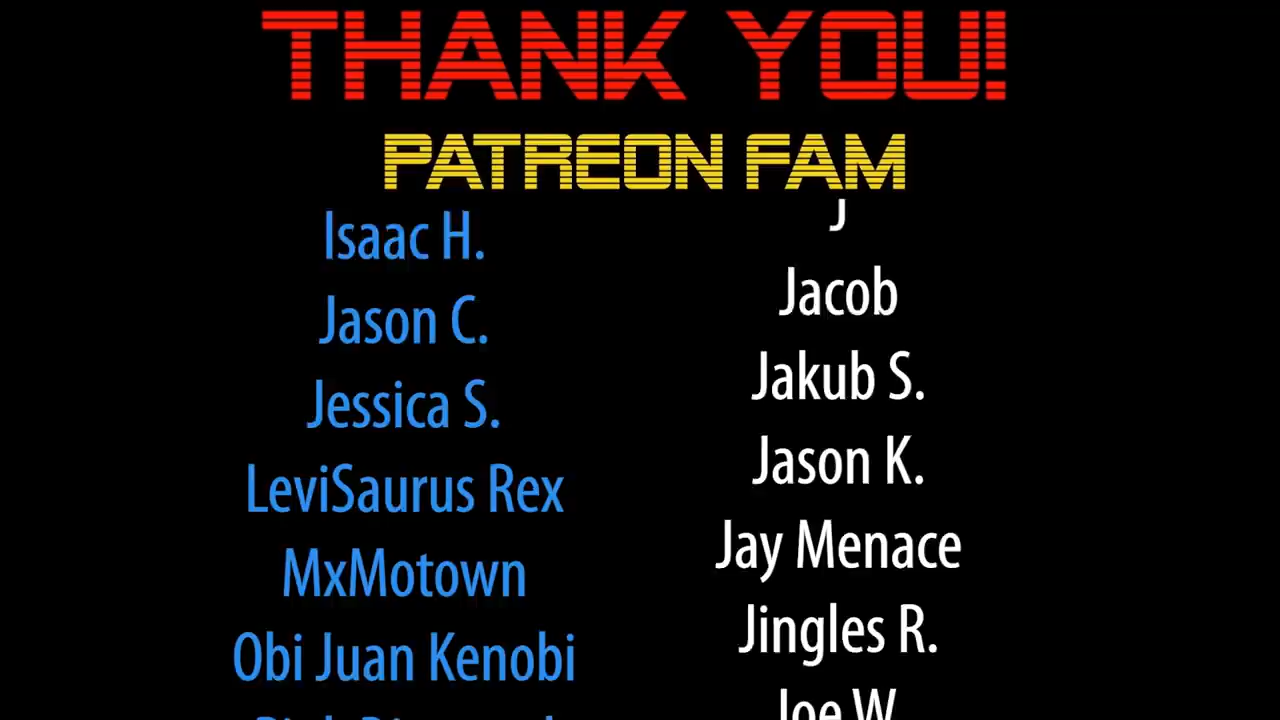 THANK YOU!
PATREON FAM
Isaac H.
Jason C.
Jessica S.
LeviSaurus Rex
MxMotown
Obi Juan Kenobi
J
Jacob
Jakub S.
Jason K.
Jay Menace
Jingles R.
Joe W.